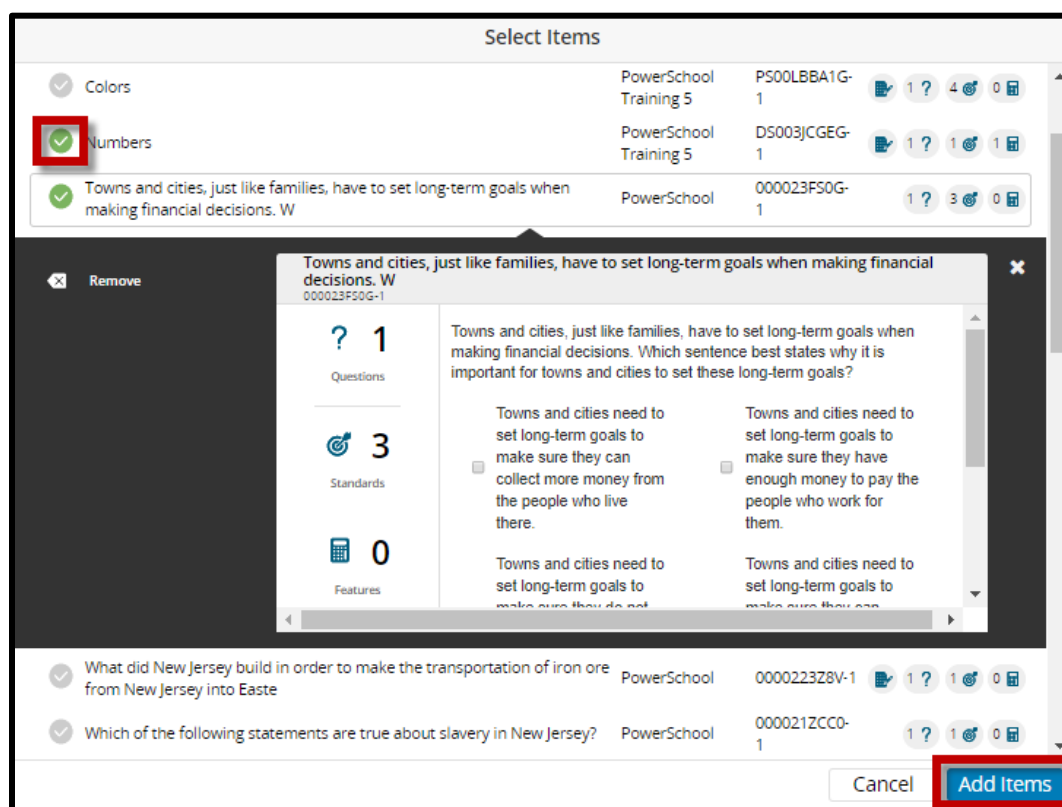 Select Items
Colors
PowerSchool
Training 5
PS00LBBA1G-
1
1 ? 4 0
Numbers
PowerSchool
Training 5
DS003JCGEG-
1
1 ? 1 1
Towns and cities, just like families, have to set long-term goals when
making financial decisions. W
PowerSchool
000023FS0G-
1
1 ? 3 0
Remove
Towns and cities, just like families, have to set long-term goals when making financial
decisions. W
000023FS0G-1
? 1
Questions
3
Standards
0
Features
Towns and cities, just like families, have to set long-term goals when
making financial decisions. Which sentence best states why it is
important for towns and cities to set these long-term goals?
Towns and cities need to
set long-term goals to
make sure they can
collect more money from
the people who live
there.
Towns and cities need to
set long-term goals to
make sure they have
enough money to pay the
people who work for
them.
Towns and cities need to
set long-term goals to
make sure they do not
Towns and cities need to
set long-term goals to
make sure they can
What did New Jersey build in order to make the transportation of iron ore
from New Jersey into Easte
PowerSchool
0000223Z8V-1
1 ? 1 0
Which of the following statements are true about slavery in New Jersey?
PowerSchool
000021ZCC0-
1
1 ? 1 0
Cancel
Add Items